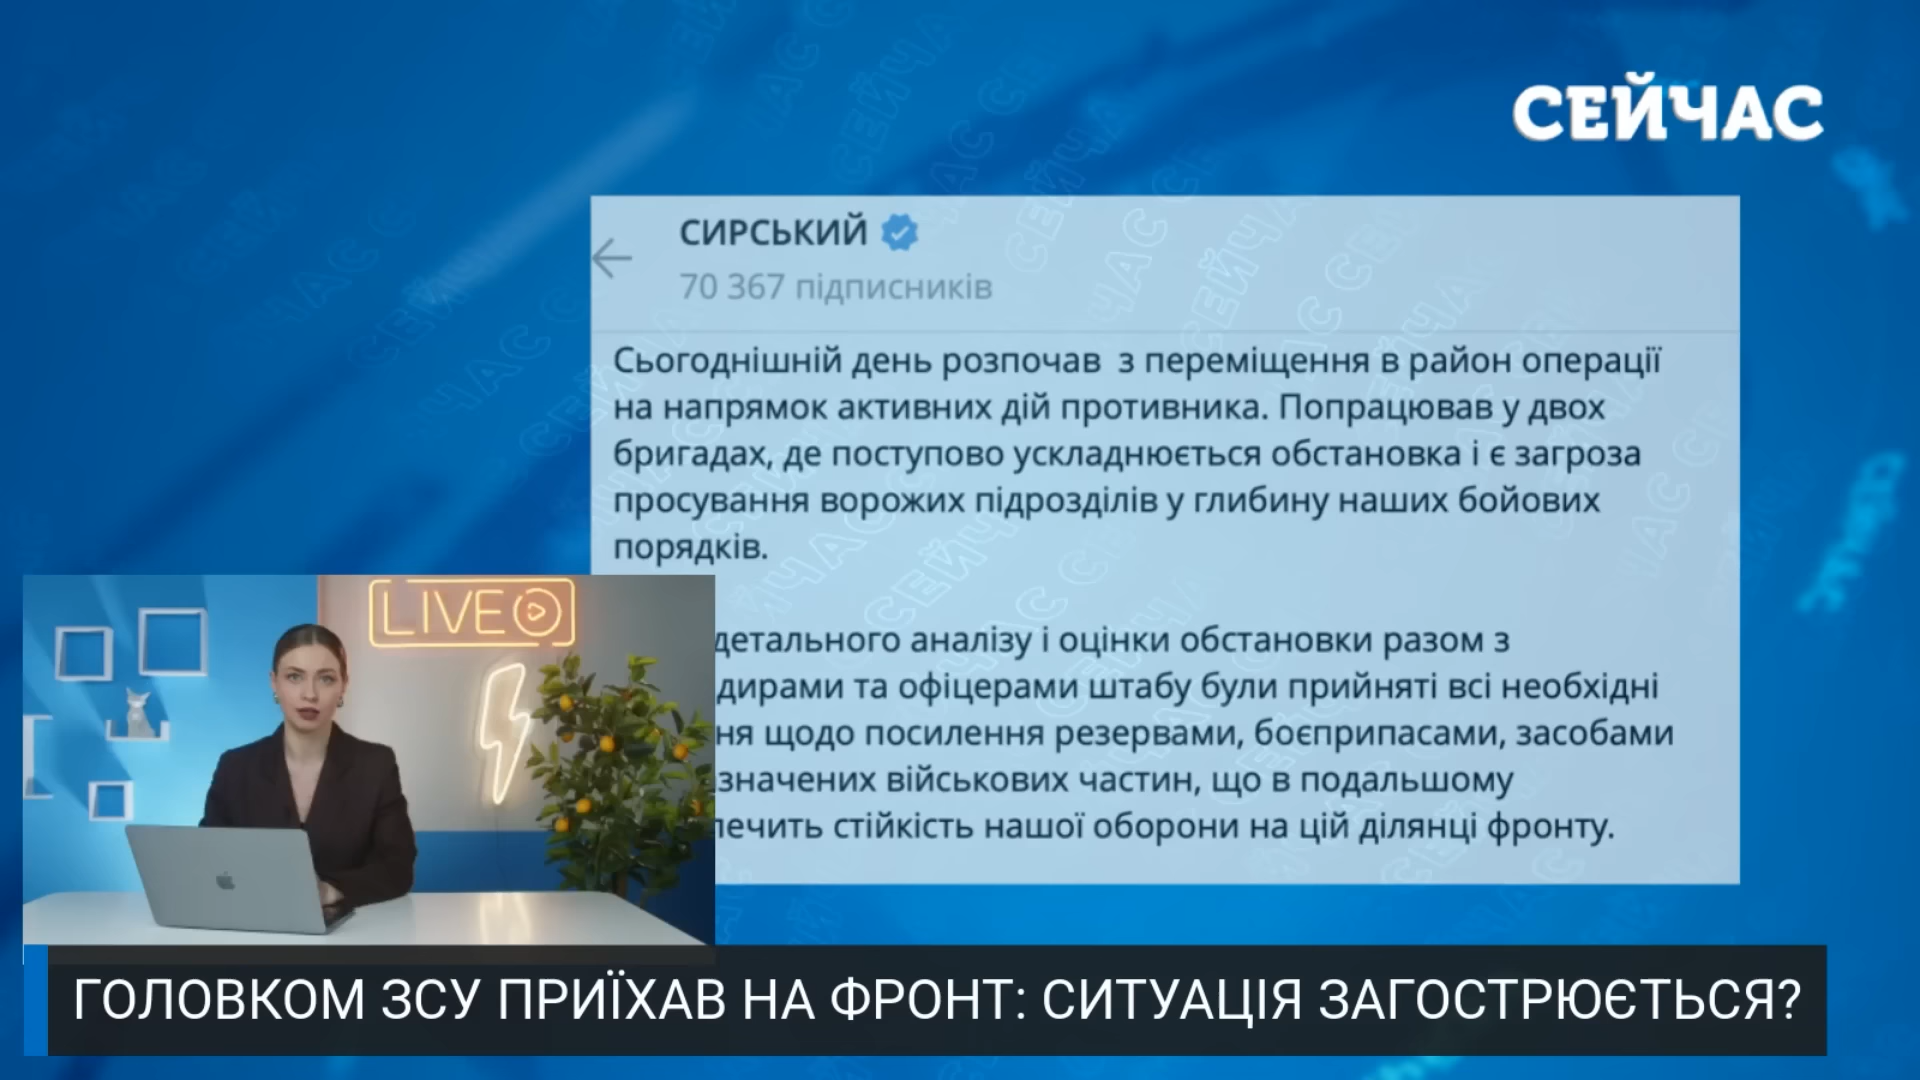 СЕЙЧАС
СИРСЬКИЙ
70 367 підписників
Сьогоднішній день розпочав з переміщення в район операції
на напрямок активних дій противника. Попрацював у двох
бригадах, де поступово ускладнюється обстановка і є загроза
просування ворожих підрозділів у глибину наших бойових
порядків.
детального аналізу і оцінки обстановки разом з
дирами та офіцерами штабу були прийняті всі необхідні
ня щодо посилення резервами, боєприпасами, засобами
значених військових частин, що в подальшому
печить стійкість нашої оборони на цій ділянці фронту.
LIVE
ГОЛОВКОМ ЗСУ ПРИЇХАВ НА ФРОНТ: СИТУАЦІЯ ЗАГОСТРЮЄТЬСЯ?